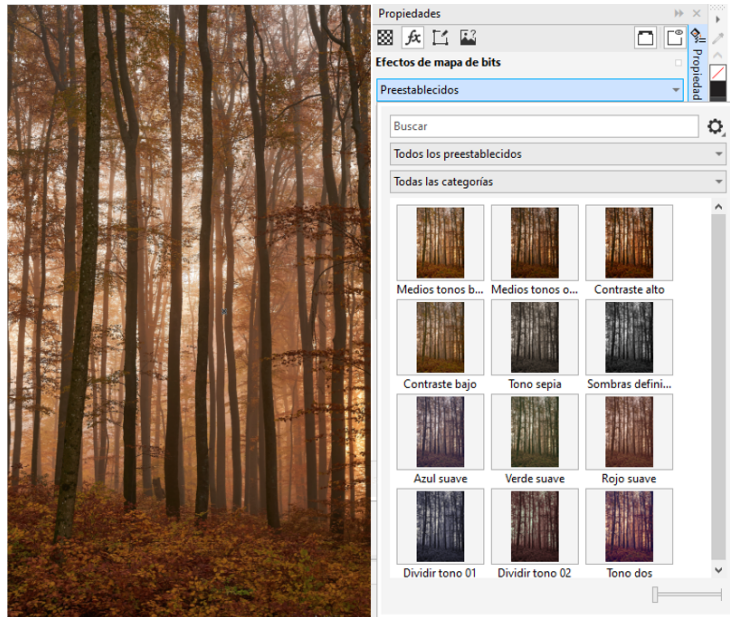 Propiedades
Efectos de mapa de bits
Preestablecidos
Propiedad
Buscar
Todos los preestablecidos
Todas las categorías
Medios tonos b... Medios tonos o... Contraste alto
Contraste bajo Tono sepia Sombras defini...
Azul suave Verde suave Rojo suave
Dividir tono 01 Dividir tono 02 Tono dos